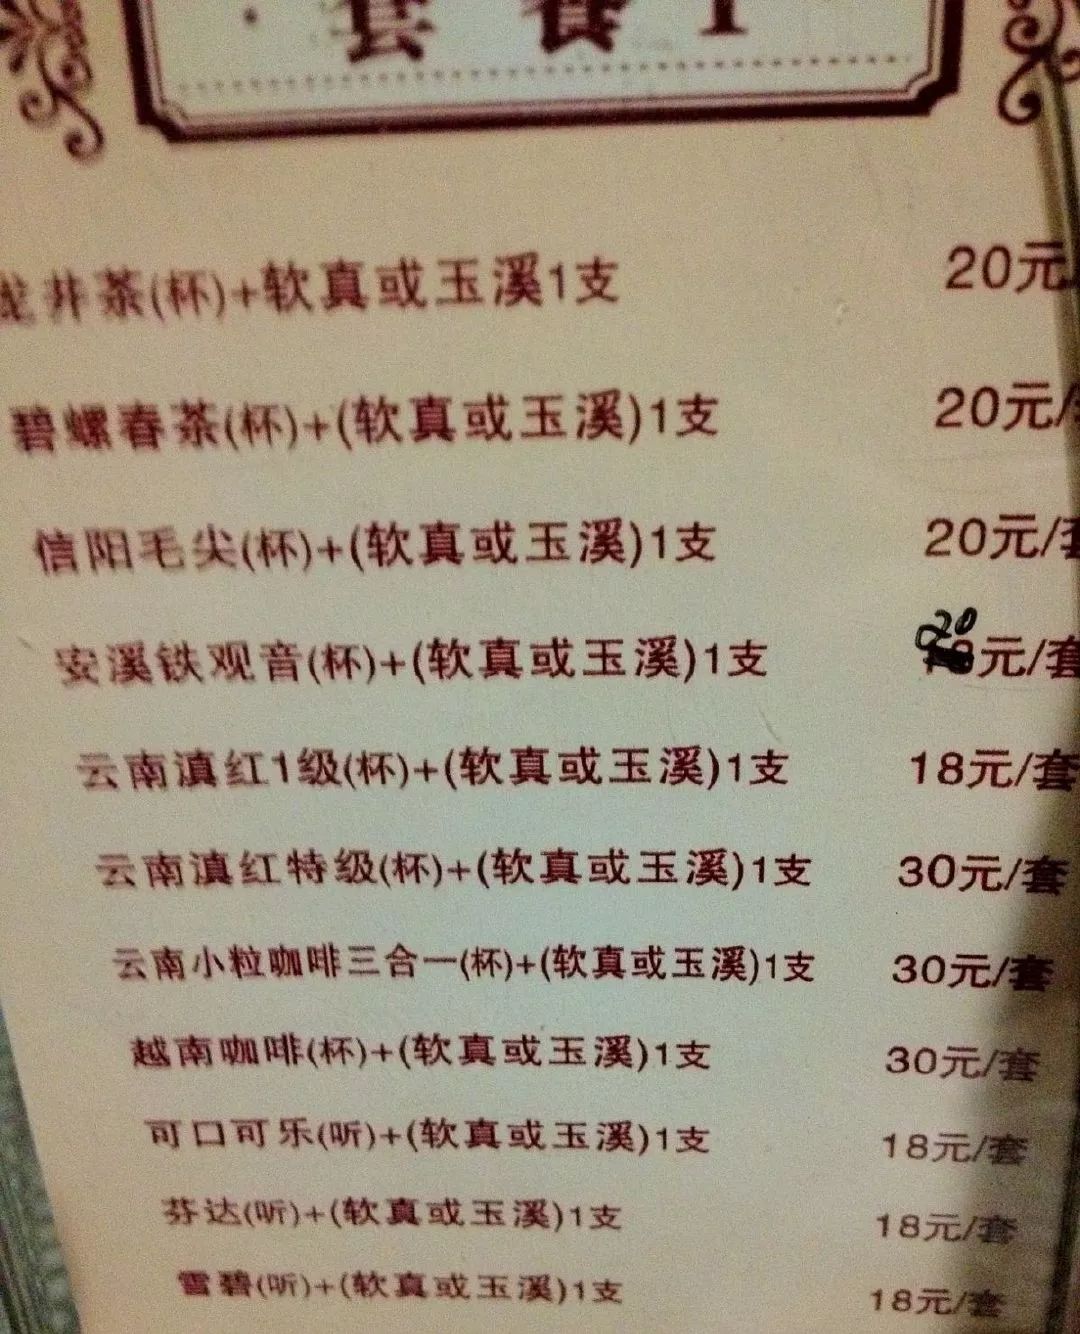 套餐1
龙井茶(杯)+软真或玉溪1支 20元/
碧螺春茶(杯)+(软真或玉溪)1支 20元/套
信阳毛尖(杯)+(软真或玉溪)1支 20元/套
安溪铁观音(杯)+(软真或玉溪)1支 20元/套
云南滇红1级(杯)+(软真或玉溪)1支 18元/套
云南滇红特级(杯)+(软真或玉溪)1支 30元/套
云南小粒咖啡三合一(杯)+(软真或玉溪)1支 30元/套
越南咖啡(杯)+(软真或玉溪)1支 30元/套
可口可乐(听)+(软真或玉溪)1支 18元/套
芬达(听)+(软真或玉溪)1支 18元/套
雪碧(听)+(软真或玉溪)1支 18元/套